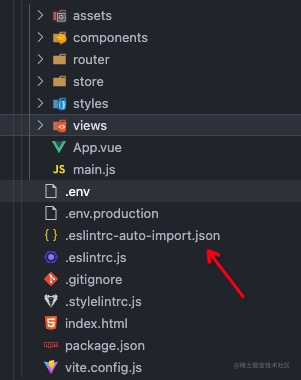 assets
components
router
store
styles
views
App.vue
JS main.js
.env
.env.production
{ } .eslintrc-auto-import.json
.eslintrc.js
.gitignore
.stylelintrc.js
index.html
package.json
vite.config.js
@稀土掘金技术社区